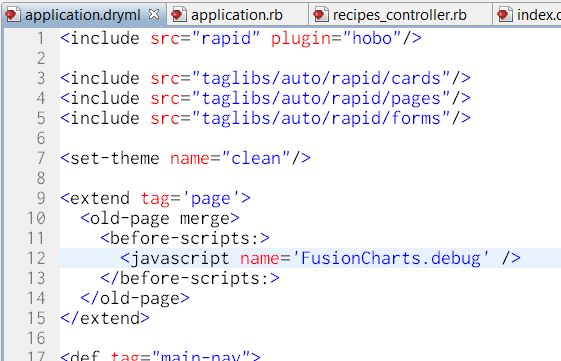 application.dryml application.rb recipes_controller.rb index.
1 <include src="rapid" plugin="hobo"/>
2
3 <include src="taglibs/auto/rapid/cards"/>
4 <include src="taglibs/auto/rapid/pages"/>
5 <include src="taglibs/auto/rapid/forms"/>
6
7 <set-theme name="clean"/>
8
9 <extend tag='page'>
10   <old-page merge>
11     <before-scripts:>
12       <javascript name='FusionCharts.debug' />
13     </before-scripts:>
14   </old-page>
15 </extend>
16
17 <def tag="main-nav">